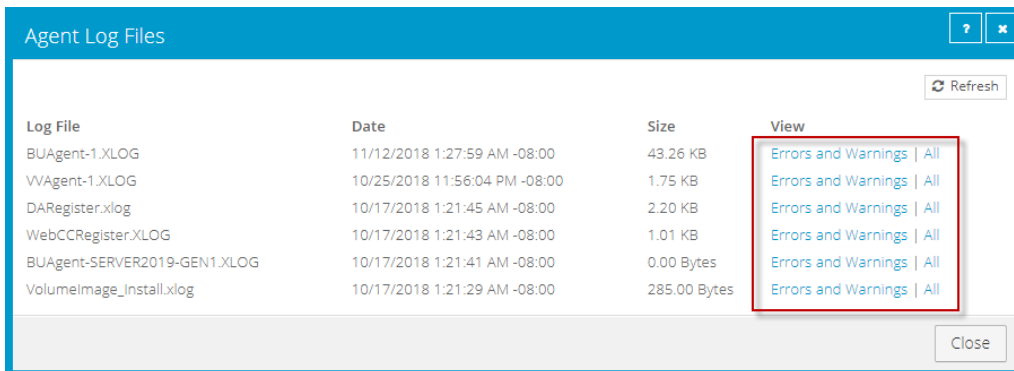 Agent Log Files
? ×
Refresh
Log File Date Size View
BUAgent-1.XLOG 11/12/2018 1:27:59 AM -08:00 43.26 KB Errors and Warnings | All
VVAgent-1.XLOG 10/25/2018 11:56:04 PM -08:00 1.75 KB Errors and Warnings | All
DARegister.xlog 10/17/2018 1:21:45 AM -08:00 2.20 KB Errors and Warnings | All
WebCCRegister.XLOG 10/17/2018 1:21:43 AM -08:00 1.01 KB Errors and Warnings | All
BUAgent-SERVER2019-GEN1.XLOG 10/17/2018 1:21:41 AM -08:00 0.00 Bytes Errors and Warnings | All
VolumeImage_Install.xlog 10/17/2018 1:21:29 AM -08:00 285.00 Bytes Errors and Warnings | All
Close